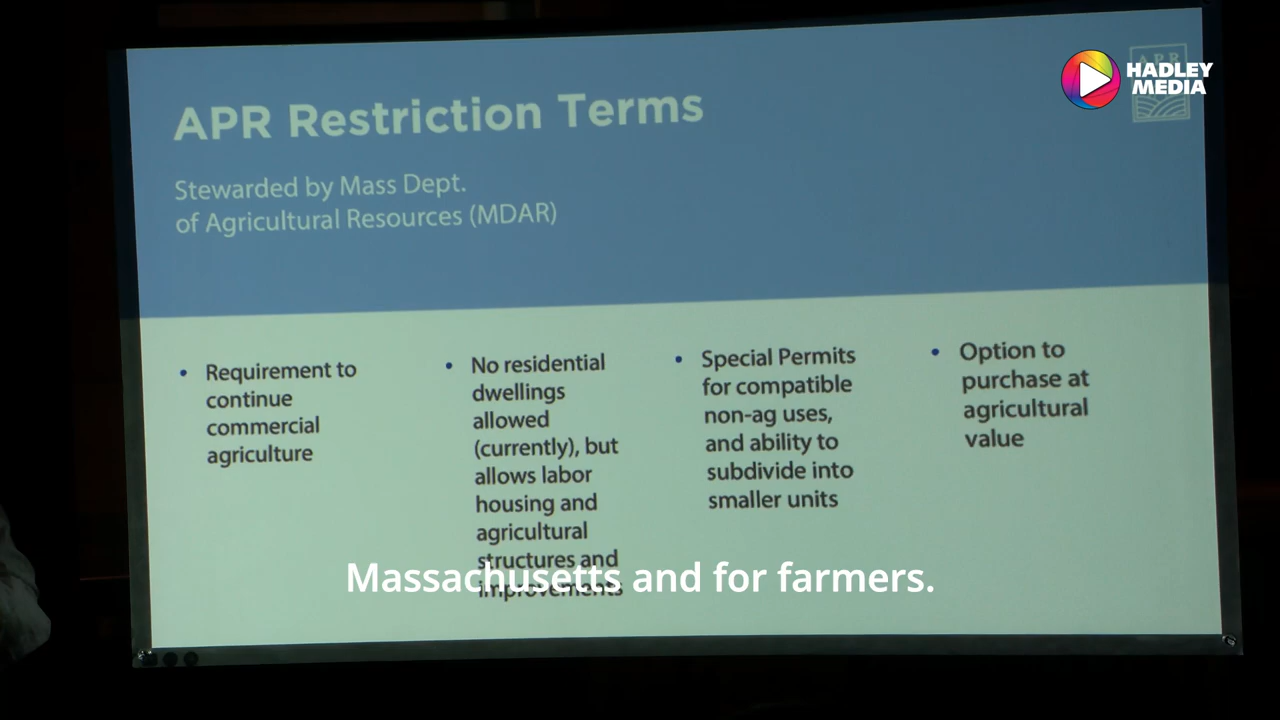 HADLEY
MEDIA
APR
APR Restriction Terms
Stewarded by Mass Dept.
of Agricultural Resources (MDAR)
• Requirement to
continue
commercial
agriculture
• No residential
dwellings
allowed
(currently), but
allows labor
housing and
agricultural
structures and
improvements
• Special Permits
for compatible
non-ag uses,
and ability to
subdivide into
smaller units
• Option to
purchase at
agricultural
value
Massachusetts and for farmers.